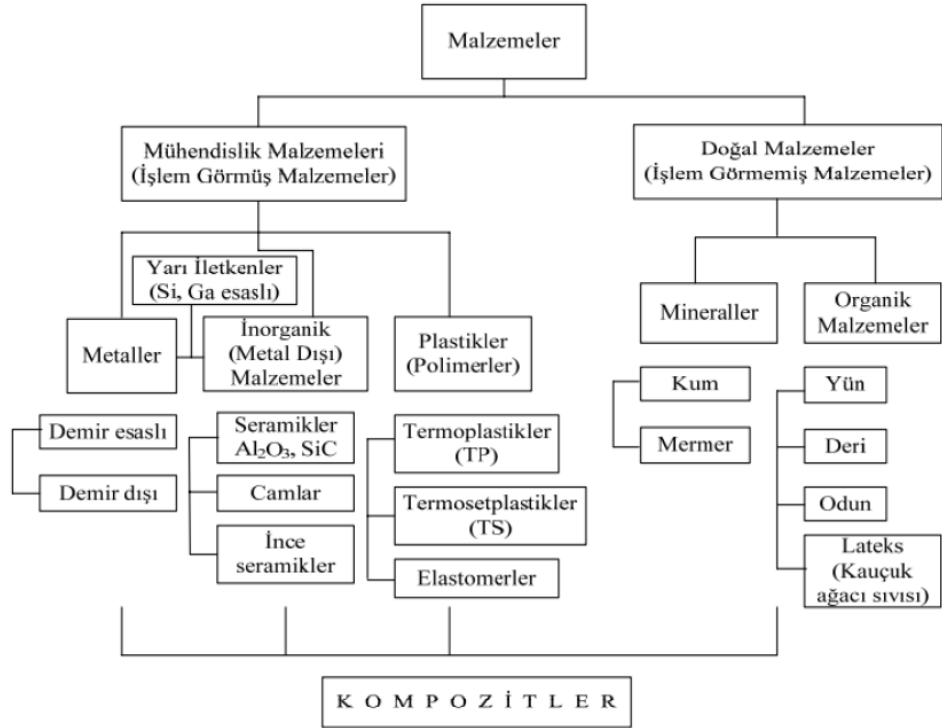 Malzemeler
Mühendislik Malzemeleri
(İşlem Görmüş Malzemeler)
Doğal Malzemeler
(İşlem Görmemiş Malzemeler)
Yarı İletkenler
(Si, Ga esaslı)
Metaller
İnorganik
(Metal Dışı)
Malzemeler
Plastikler
(Polimerler)
Mineraller
Organik
Malzemeler
Demir esaslı
Demir dışı
Seramikler
Al₂O₃, SiC
Camlar
İnce
seramikler
Termoplastikler
(TP)
Termosetplastikler
(TS)
Elastomerler
Kum
Mermer
Yün
Deri
Odun
Lateks
(Kauçuk
ağacı sıvısı)
K O M P O Z İ T L E R